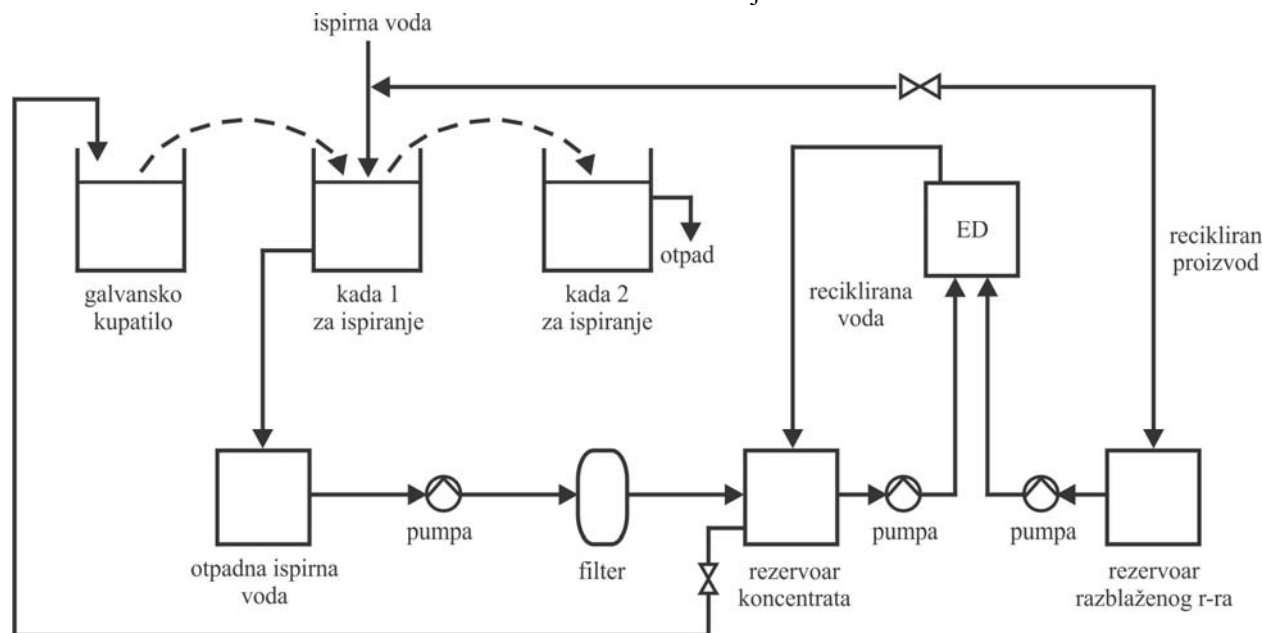 ispirna voda
ED
otpad
recikliran
proizvod
galvansko
kupatilo
kada 1
za ispiranje
kada 2
za ispiranje
reciklirana
voda
pumpa
pumpa
pumpa
otpadna ispirna
voda
filter
rezervoar
koncentrata
rezervoar
razblaženog r-ra